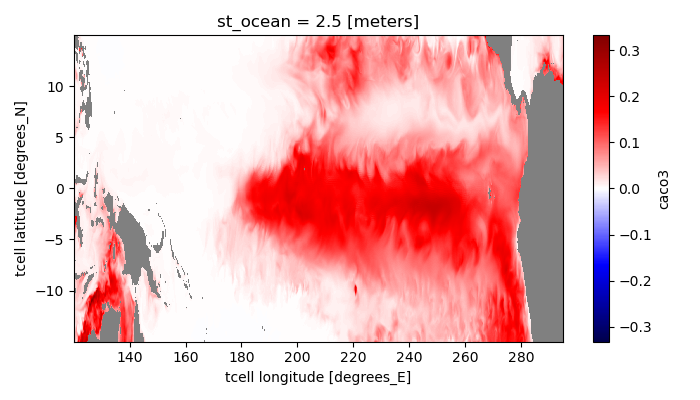 st_ocean = 2.5 [meters]
10
5
0
−5
−10
tcell latitude [degrees_N]
140 160 180 200 220 240 260 280
tcell longitude [degrees_E]
0.3
0.2
0.1
0.0
−0.1
−0.2
−0.3
caco3